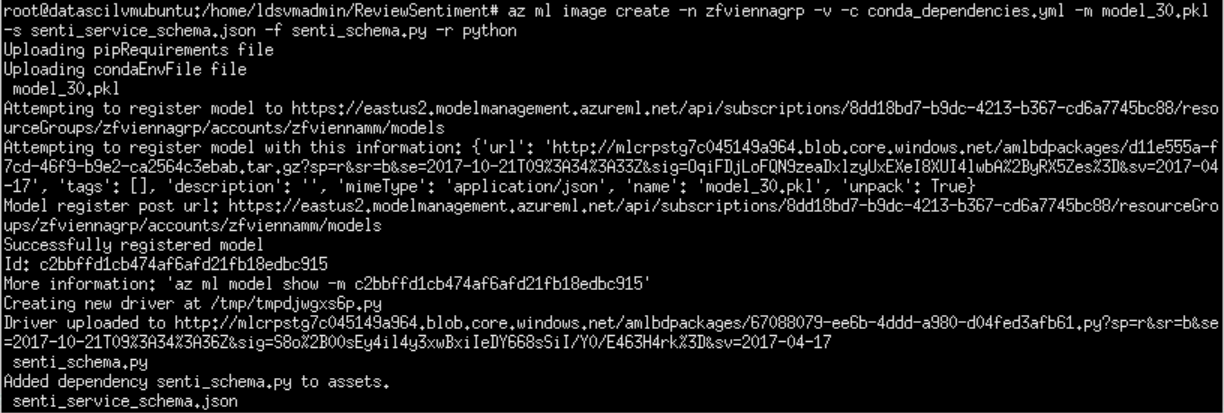 root@datascilvmubuntu:/home/ldsvmadmin/ReviewSentiment# az ml image create -n zfviennagrp -v -c conda_dependencies.yml -m model_30.pkl
-s senti_service_schema.json -f senti_schema.py -r python
Uploading pipRequirements file
Uploading condaEnvFile file
 model_30.pkl
Attempting to register model to https://eastus2.modelmanagement.azureml.net/api/subscriptions/8dd18bd7-b9dc-4213-b367-cd6a7745bc88/reso
urceGroups/zfviennagrp/accounts/zfviennamm/models
Attempting to register model with this information: {'url': 'http://mlcrpstg7c045149a964.blob.core.windows.net/amlbdpackages/d11e555a-f
7cd-46f9-b9e2-ca2564c3ebab.tar.gz?sp=r&sr=b&se=2017-10-21T09%3A34%3A33Z&sig=OqiFDjLoFQN9zeaDxlzyUxEXeI8XUI4lwbA%2ByRX5Zes%3D&sv=2017-04
-17', 'tags': [], 'description': '', 'mimeType': 'application/json', 'name': 'model_30.pkl', 'unpack': True}
Model register post url: https://eastus2.modelmanagement.azureml.net/api/subscriptions/8dd18bd7-b9dc-4213-b367-cd6a7745bc88/resourceGro
ups/zfviennagrp/accounts/zfviennamm/models
Successfully registered model
Id: c2bbffd1cb474af6afd21fb18edbc915
More information: 'az ml model show -m c2bbffd1cb474af6afd21fb18edbc915'
Creating new driver at /tmp/tmpdjwgxs6p.py
Driver uploaded to http://mlcrpstg7c045149a964.blob.core.windows.net/amlbdpackages/67088079-ee6b-4ddd-a980-d04fed3afb61.py?sp=r&sr=b&se
=2017-10-21T09%3A34%3A36Z&sig=S8o%2B00sEy4il4y3xwBxiIeDY668sSiI/Y0/E463H4rk%3D&sv=2017-04-17
 senti_schema.py
Added dependency senti_schema.py to assets.
 senti_service_schema.json